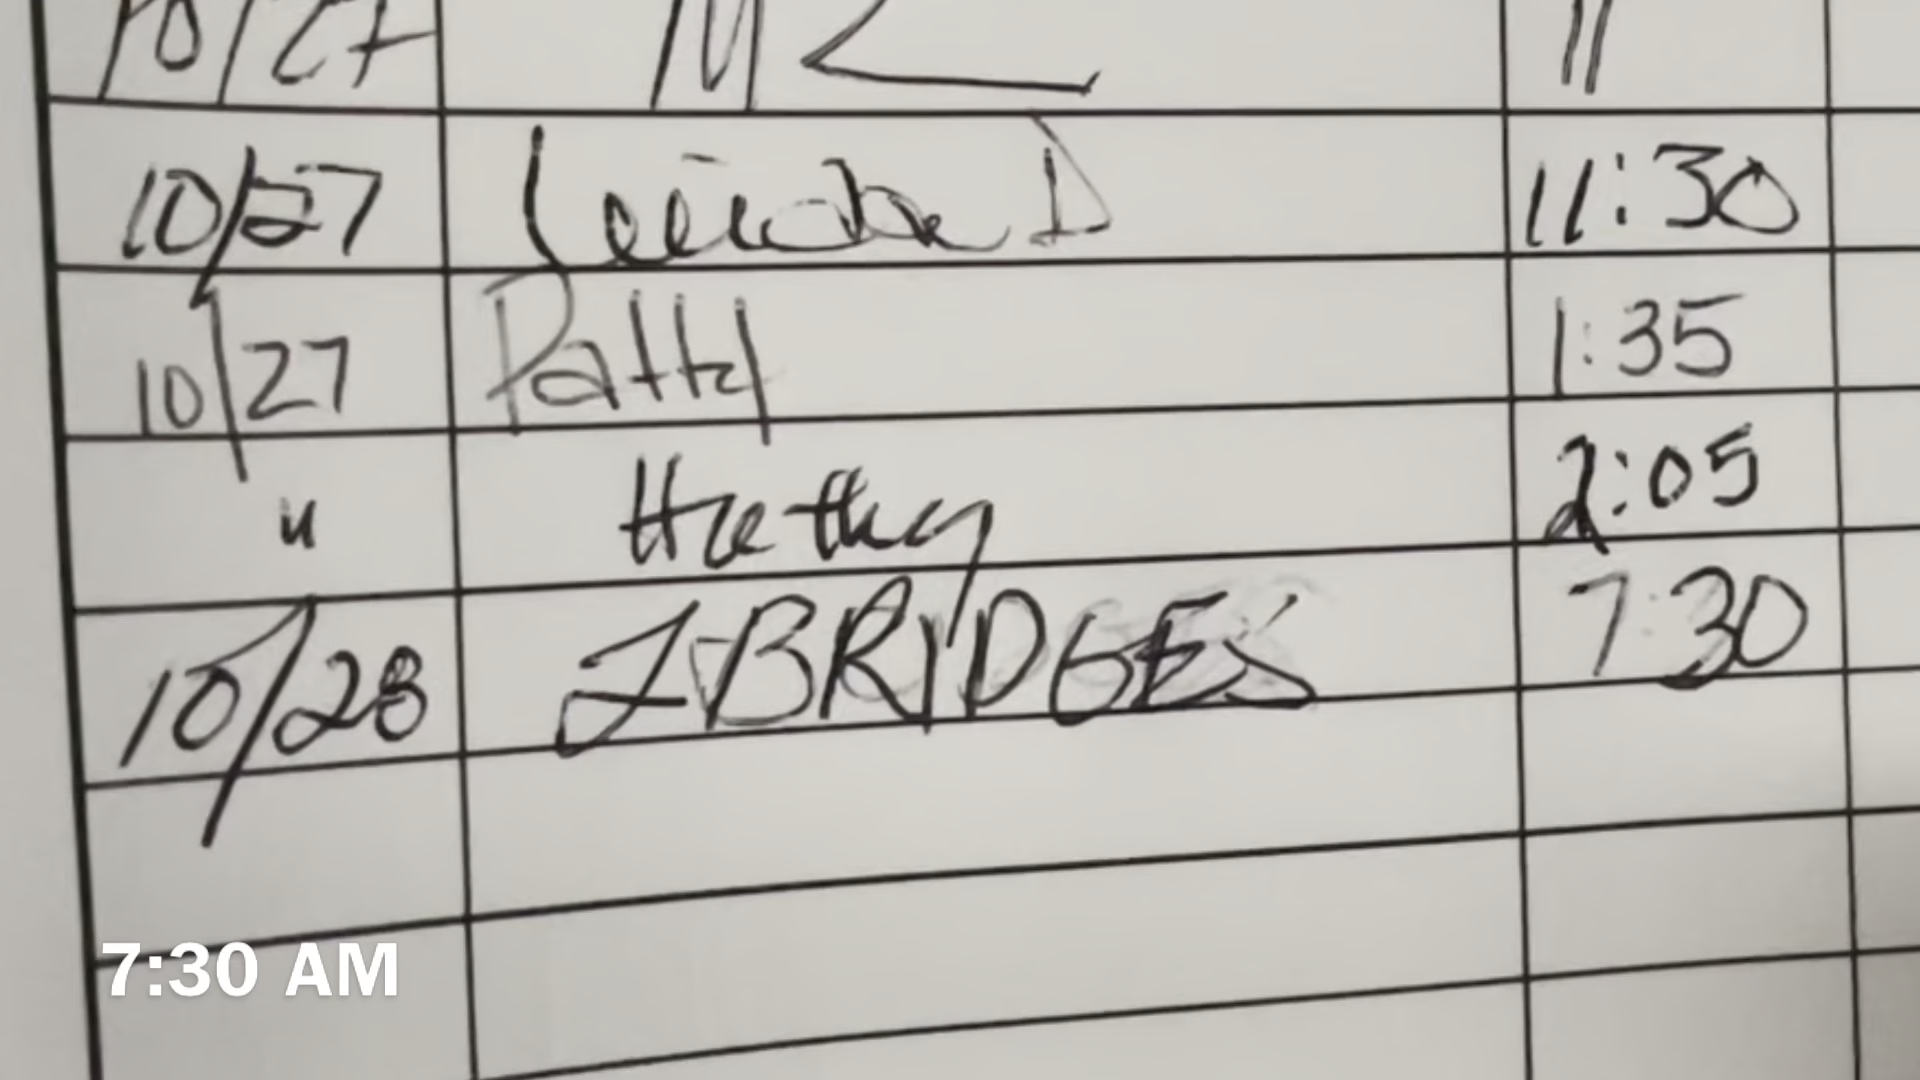 10/27
10/27 D 11:30
10/27 Patty 1:35
" Heather 2:05
10/28 Z BRIDGES 7:30
7:30 AM